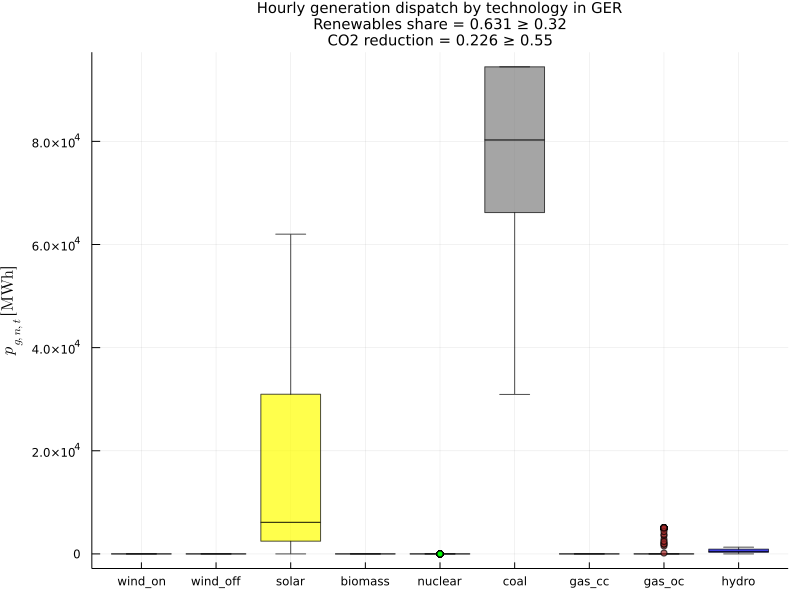 Hourly generation dispatch by technology in GER
Renewables share = 0.631 ≥ 0.32
CO2 reduction = 0.226 ≥ 0.55
p_{g,n,t} [MWh]
8.0×10⁴
6.0×10⁴
4.0×10⁴
2.0×10⁴
0
wind_on wind_off solar biomass nuclear coal gas_cc gas_oc hydro